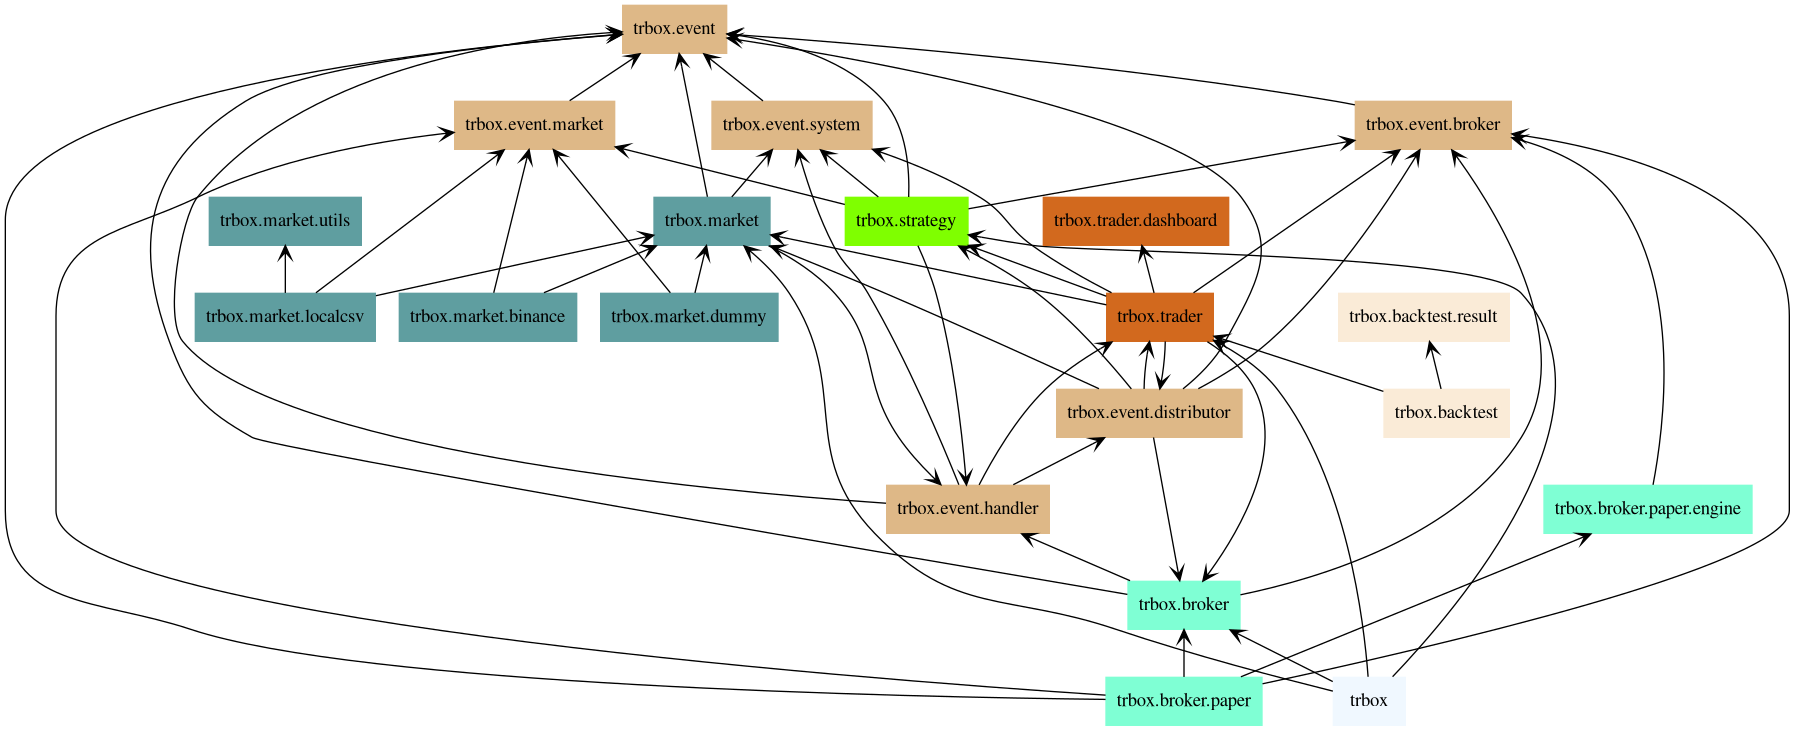 trbox.event
trbox.event.market
trbox.event.system
trbox.event.broker
trbox.market.utils
trbox.market
trbox.strategy
trbox.trader.dashboard
trbox.market.localcsv
trbox.market.binance
trbox.market.dummy
trbox.trader
trbox.backtest.result
trbox.event.distributor
trbox.backtest
trbox.event.handler
trbox.broker.paper.engine
trbox.broker
trbox.broker.paper
trbox